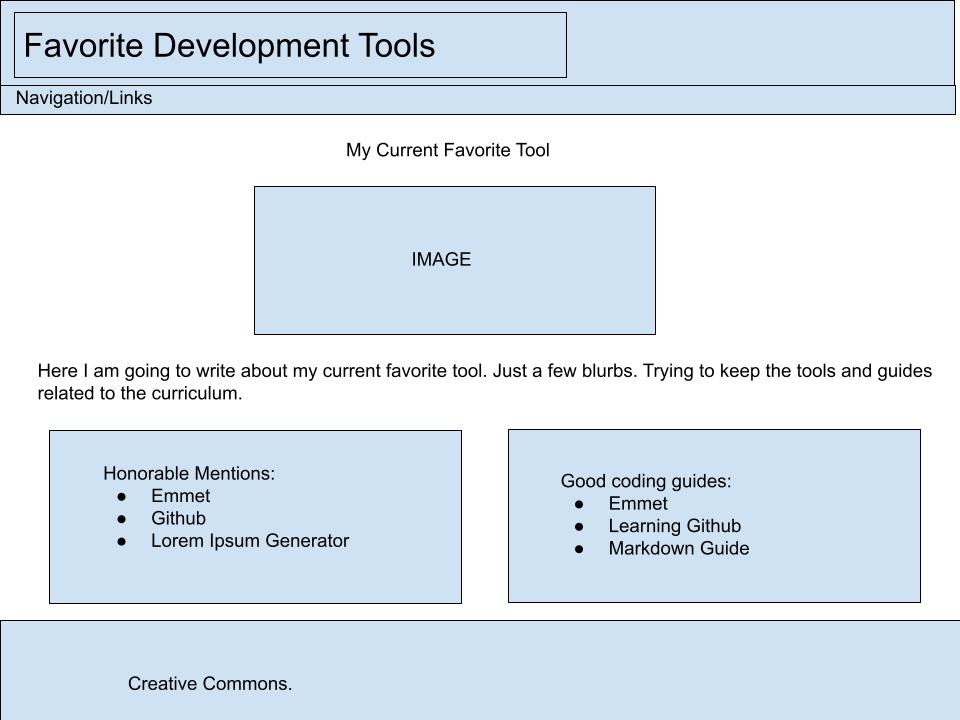 Favorite Development Tools
Navigation/Links
My Current Favorite Tool
IMAGE
Here I am going to write about my current favorite tool. Just a few blurbs. Trying to keep the tools and guides
related to the curriculum.
Honorable Mentions:
● Emmet
● Github
● Lorem Ipsum Generator
Good coding guides:
● Emmet
● Learning Github
● Markdown Guide
Creative Commons.